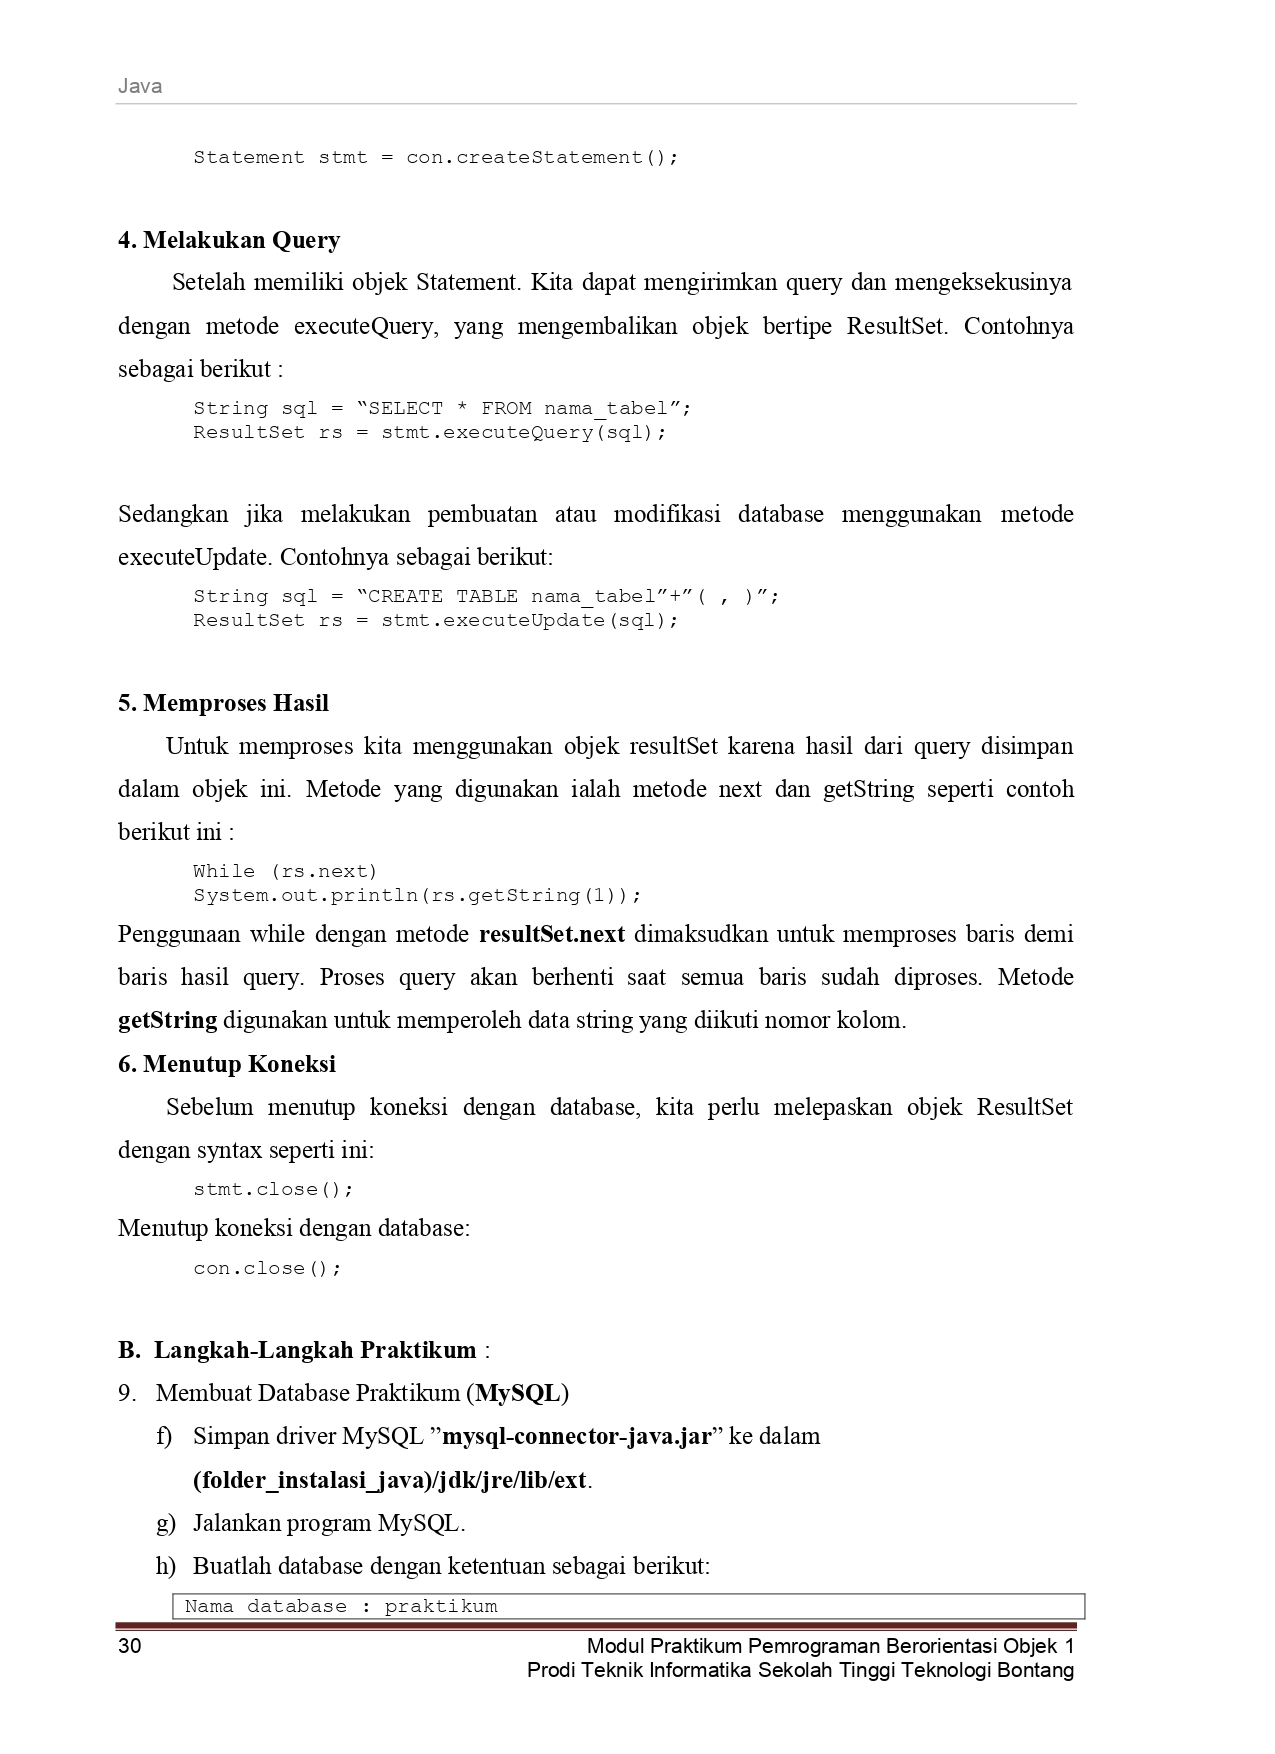 Java
Statement stmt = con.createStatement();
4. Melakukan Query
Setelah memiliki objek Statement. Kita dapat mengirimkan query dan mengeksekusinya
dengan metode executeQuery, yang mengembalikan objek bertipe ResultSet. Contohnya
sebagai berikut :
String sql = “SELECT * FROM nama_tabel”;
ResultSet rs = stmt.executeQuery(sql);
Sedangkan jika melakukan pembuatan atau modifikasi database menggunakan metode
executeUpdate. Contohnya sebagai berikut:
String sql = “CREATE TABLE nama_tabel”+”( , )”;
ResultSet rs = stmt.executeUpdate(sql);
5. Memproses Hasil
Untuk memproses kita menggunakan objek resultSet karena hasil dari query disimpan
dalam objek ini. Metode yang digunakan ialah metode next dan getString seperti contoh
berikut ini :
While (rs.next)
System.out.println(rs.getString(1));
Penggunaan while dengan metode resultSet.next dimaksudkan untuk memproses baris demi
baris hasil query. Proses query akan berhenti saat semua baris sudah diproses. Metode
getString digunakan untuk memperoleh data string yang diikuti nomor kolom.
6. Menutup Koneksi
Sebelum menutup koneksi dengan database, kita perlu melepaskan objek ResultSet
dengan syntax seperti ini:
stmt.close();
Menutup koneksi dengan database:
con.close();
B. Langkah-Langkah Praktikum :
9. Membuat Database Praktikum (MySQL)
f) Simpan driver MySQL ”mysql-connector-java.jar” ke dalam
(folder_instalasi_java)/jdk/jre/lib/ext.
g) Jalankan program MySQL.
h) Buatlah database dengan ketentuan sebagai berikut:
Nama database : praktikum
30 Modul Praktikum Pemrograman Berorientasi Objek 1
Prodi Teknik Informatika Sekolah Tinggi Teknologi Bontang